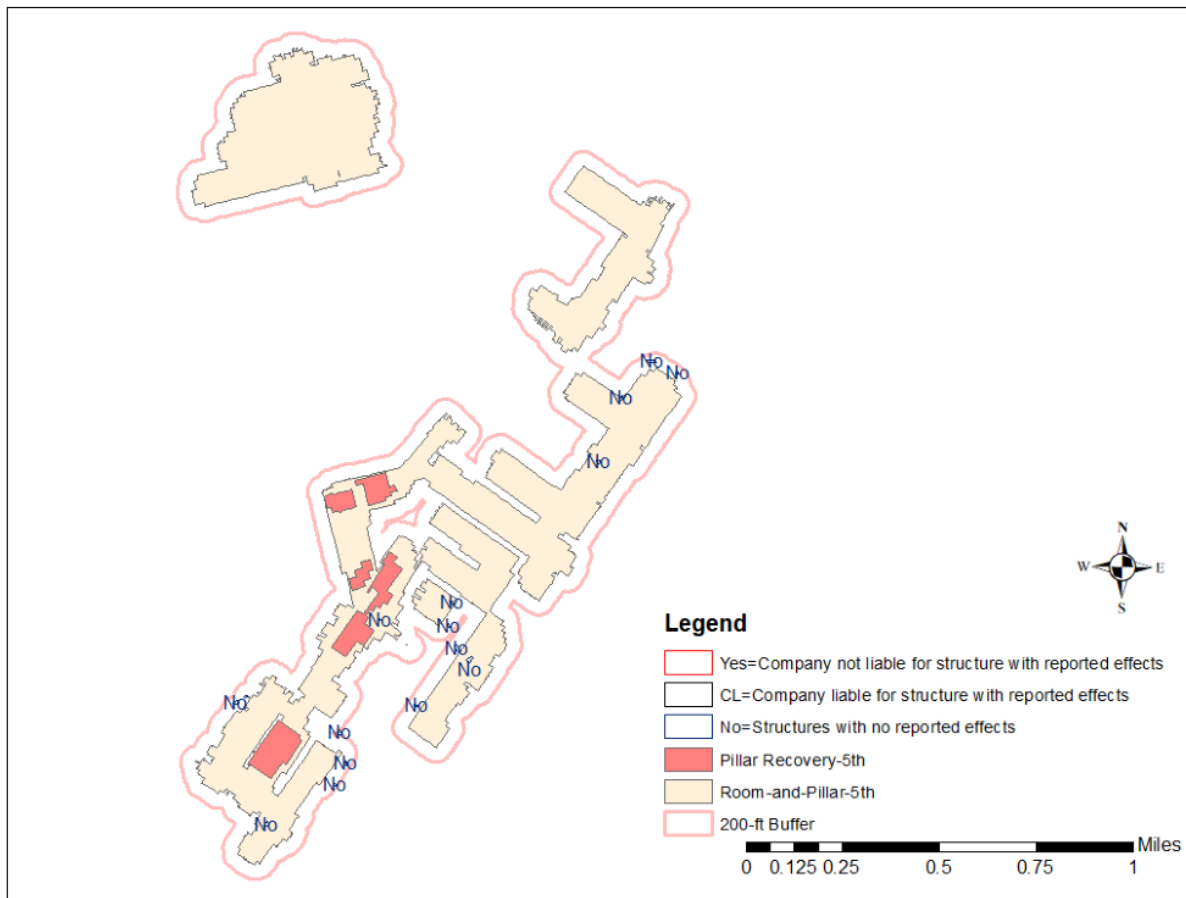 No
No
No
No
N
W
E
S
No
No
No
No
No
No
No
No
No
No
No
Legend
Yes=Company not liable for structure with reported effects
CL=Company liable for structure with reported effects
No=Structures with no reported effects
Pillar Recovery-5th
Room-and-Pillar-5th
200-ft Buffer
Miles
0 0.125 0.25 0.5 0.75 1